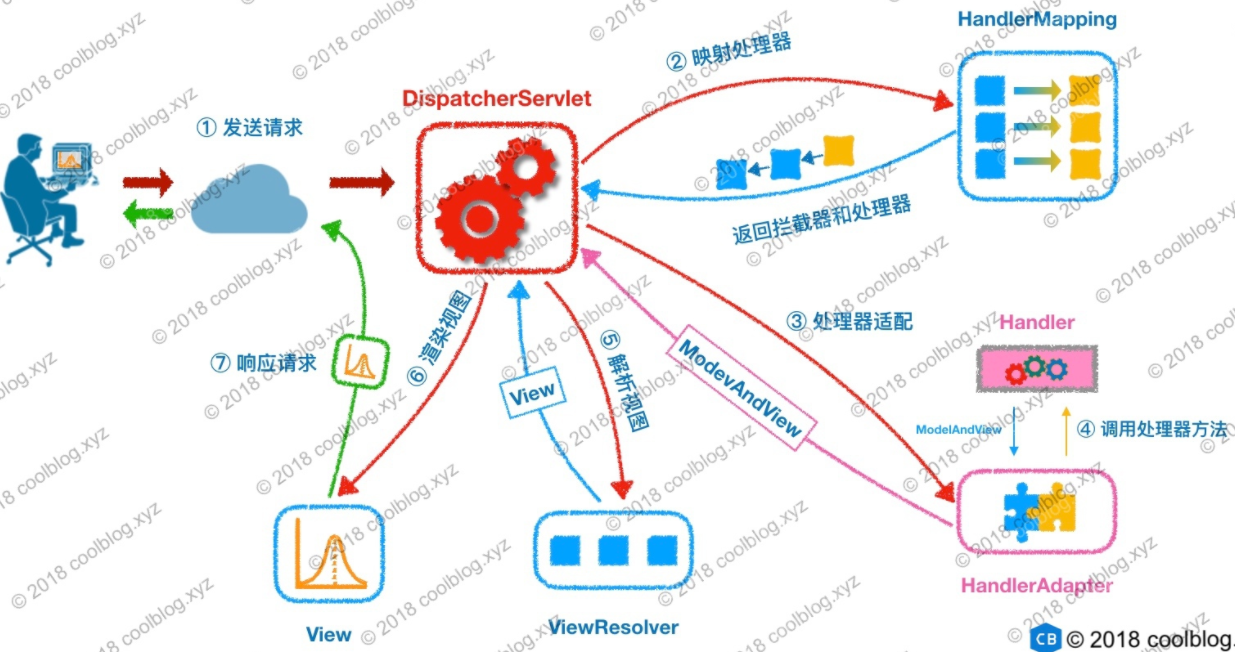 HandlerMapping
② 映射处理器
DispatcherServlet
① 发送请求
返回拦截器和处理器
③ 处理器适配
Handler
⑥ 渲染视图
⑤ 解析视图
⑦ 响应请求
ModevAndView
View
ModelAndView
④ 调用处理器方法
HandlerAdapter
View
ViewResolver
CB © 2018 coolblog.
© 2018 coolblog.xyz